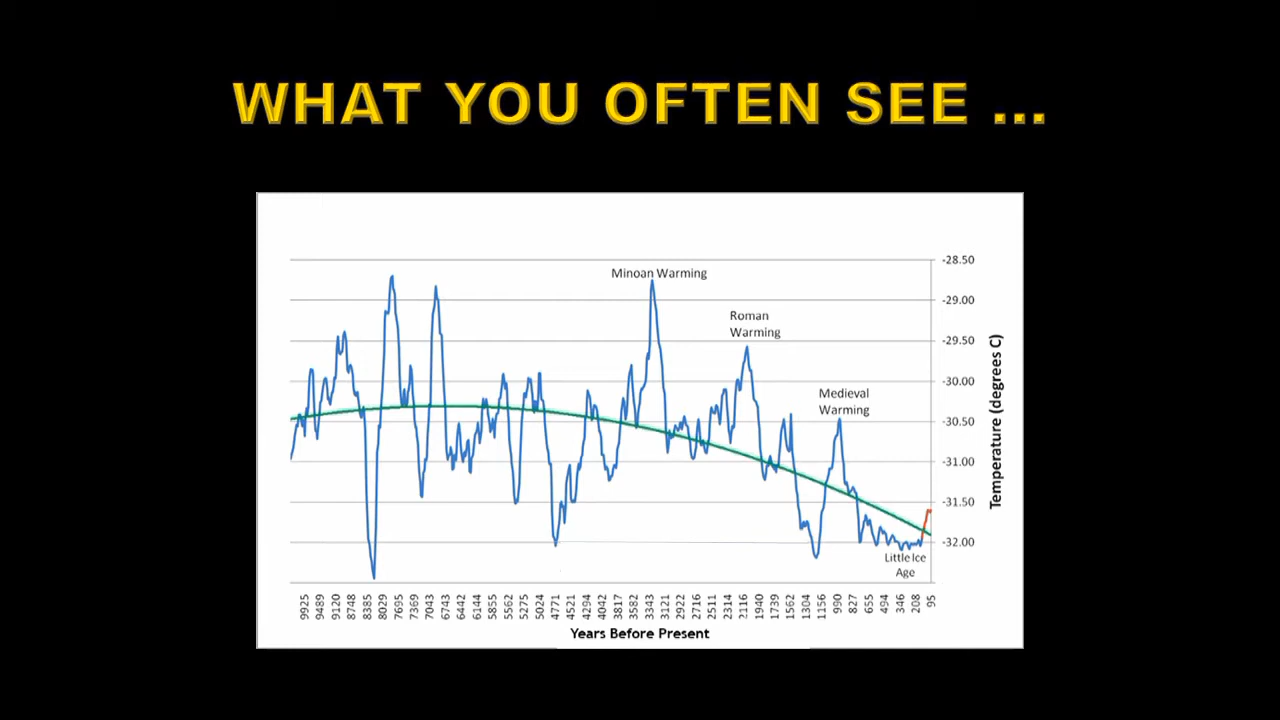 WHAT YOU OFTEN SEE ...
Minoan Warming
Roman
Warming
Medieval
Warming
Little Ice
Age
-28.50
-29.00
-29.50
-30.00
-30.50
-31.00
-31.50
-32.00
Temperature (degrees C)
9925 9489 9120 8748 8385 8029 7695 7369 7043 6743 6442 6144 5855 5562 5275 5024 4771 4521 4294 4042 3817 3582 3343 3121 2922 2716 2511 2314 2116 1940 1739 1562 1304 1156 990 827 655 494 346 208 95
Years Before Present